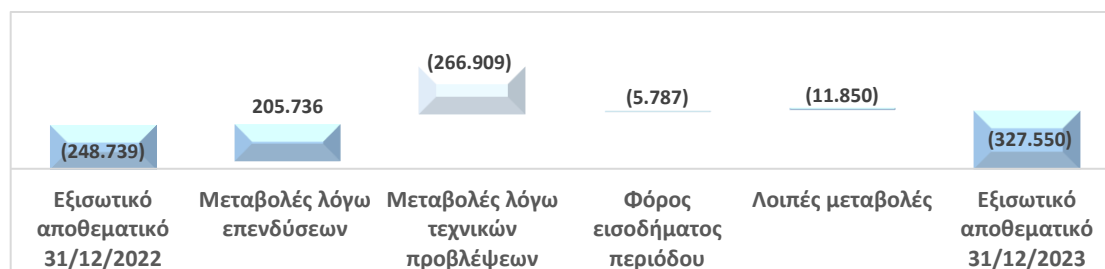 (248.739)
205.736
(266.909)
(5.787)
(11.850)
(327.550)
Εξισωτικό
αποθεματικό
31/12/2022
Μεταβολές λόγω
επενδύσεων
Μεταβολές λόγω
τεχνικών
προβλέψεων
Φόρος
εισοδήματος
περιόδου
Λοιπές μεταβολές
Εξισωτικό
αποθεματικό
31/12/2023